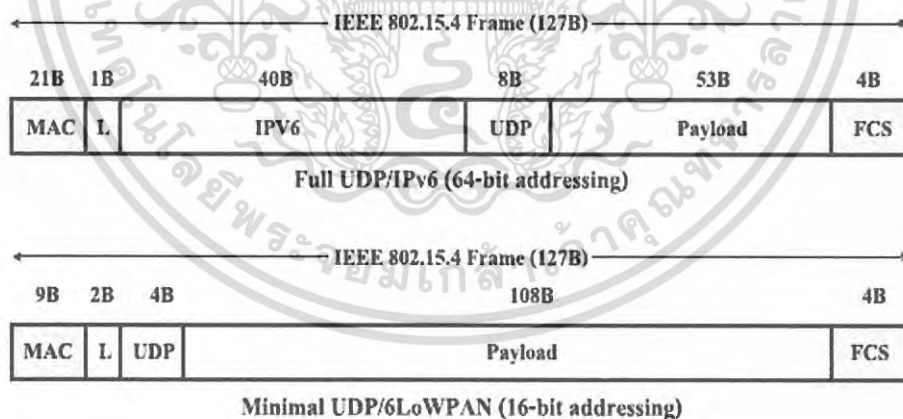 IEEE 802.15.4 Frame (127B)
21B 1B 40B 8B 53B 4B
MAC L IPV6 UDP Payload FCS
Full UDP/IPv6 (64-bit addressing)
IEEE 802.15.4 Frame (127B)
9B 2B 4B 108B 4B
MAC L UDP Payload FCS
Minimal UDP/6LoWPAN (16-bit addressing)